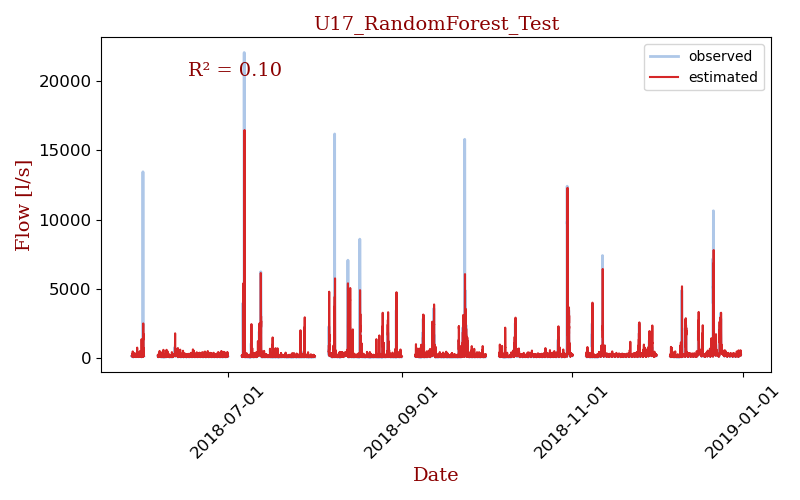 U17_RandomForest_Test
R² = 0.10
observed
estimated
Flow [l/s]
20000
15000
10000
5000
0
2018-07-01
2018-09-01
2018-11-01
2019-01-01
Date